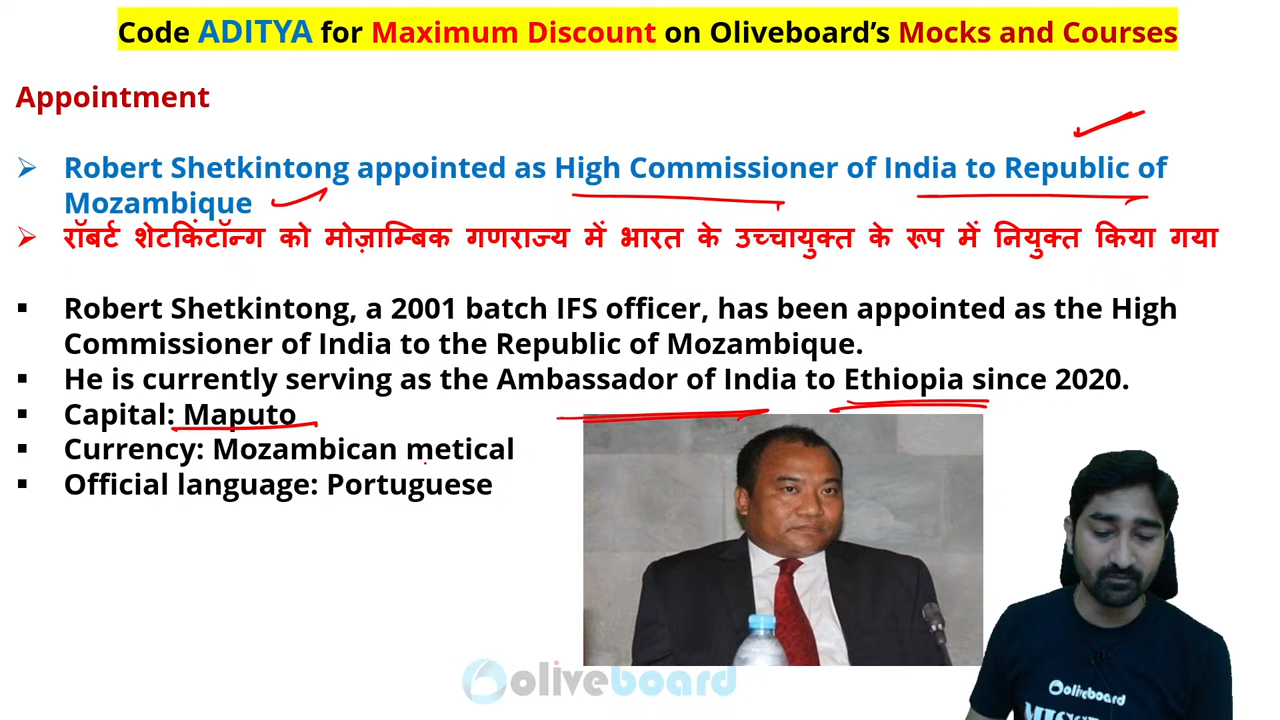 Code ADITYA for Maximum Discount on Oliveboard’s Mocks and Courses
Appointment
Robert Shetkintong appointed as High Commissioner of India to Republic of
Mozambique
रॉबर्ट शेटकिंटॉन्ग को मोज़ाम्बिक गणराज्य में भारत के उच्चायुक्त के रूप में नियुक्त किया गया
Robert Shetkintong, a 2001 batch IFS officer, has been appointed as the High
Commissioner of India to the Republic of Mozambique.
He is currently serving as the Ambassador of India to Ethiopia since 2020.
Capital: Maputo
Currency: Mozambican metical
Official language: Portuguese
oliveboard
oliveboard